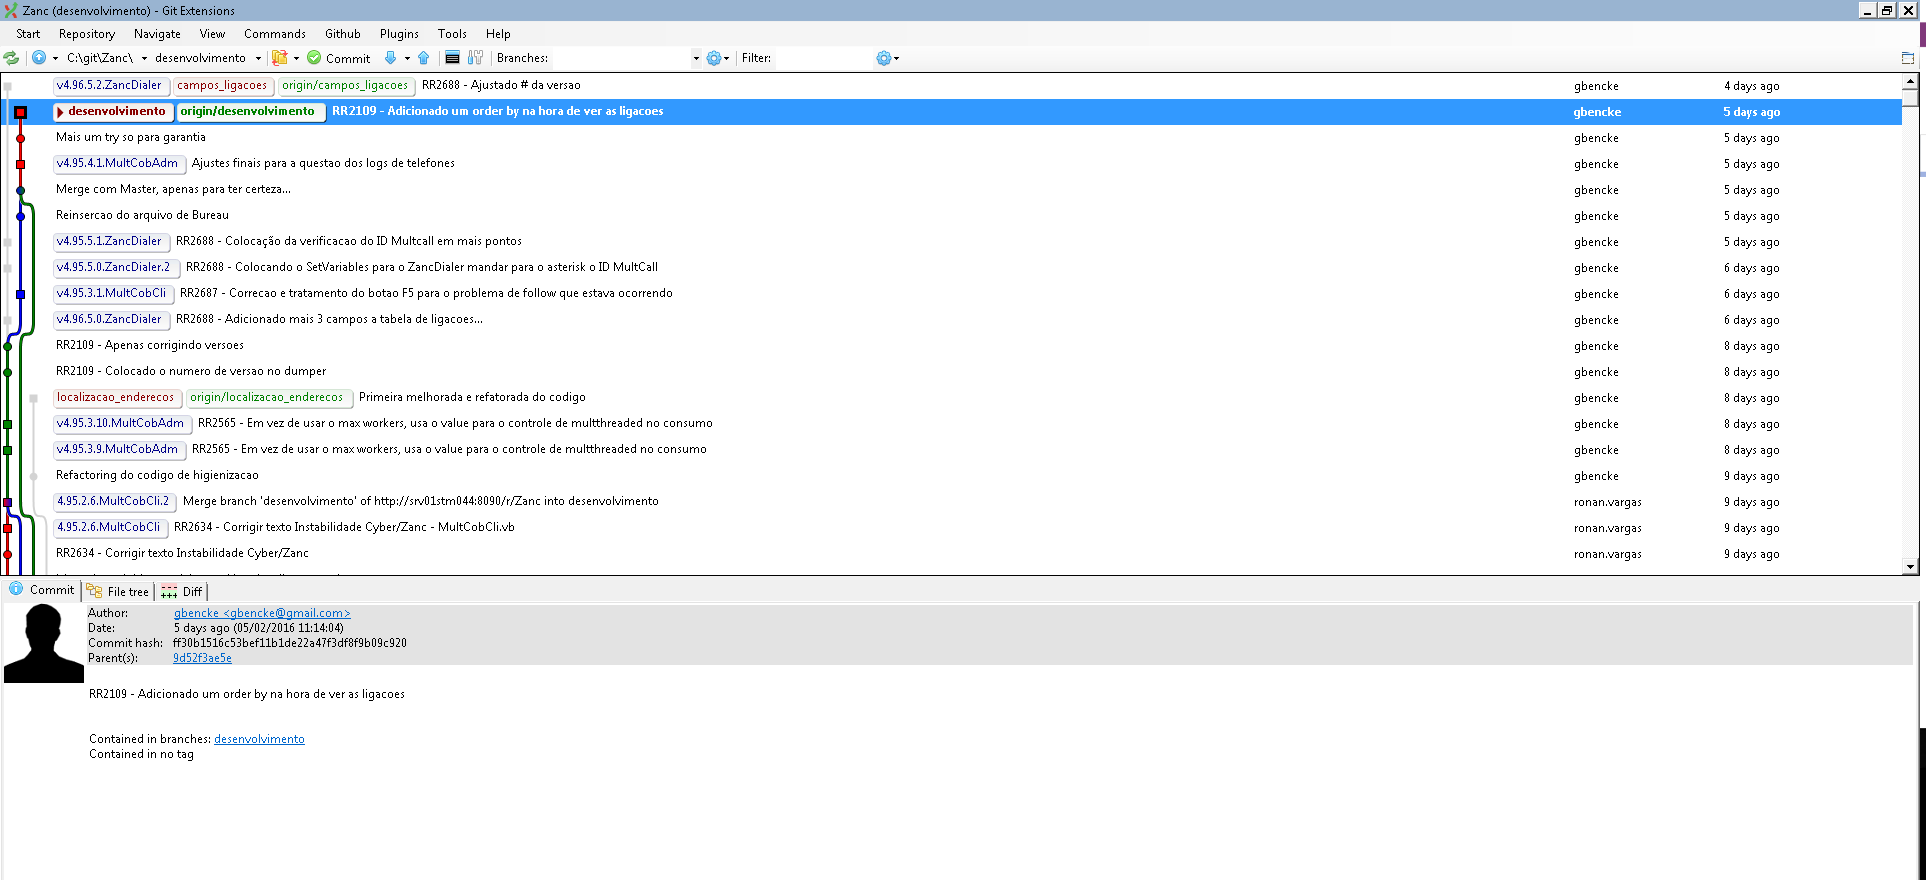 Zanc (desenvolvimento) - Git Extensions
Start Repository Navigate View Commands Github Plugins Tools Help
C:\git\Zanc\ desenvolvimento Commit Branches: Filter:
v4.96.5.2.ZancDialer campos_ligacoes origin/campos_ligacoes RR2688 - Ajustado # da versao gbencke 4 days ago
desenvolvimento origin/desenvolvimento RR2109 - Adicionado um order by na hora de ver as ligacoes gbencke 5 days ago
Mais um try so para garantia gbencke 5 days ago
v4.95.4.1.MultCobAdm Ajustes finais para a questao dos logs de telefones gbencke 5 days ago
Merge com Master, apenas para ter certeza... gbencke 5 days ago
Reinsercao do arquivo de Bureau gbencke 5 days ago
v4.95.5.1.ZancDialer RR2688 - Colocação da verificacao do ID Multcall em mais pontos gbencke 5 days ago
v4.95.5.0.ZancDialer.2 RR2688 - Colocando o SetVariables para o ZancDialer mandar para o asterisk o ID MultCall gbencke 6 days ago
v4.95.3.1.MultCobCli RR2687 - Correcao e tratamento do botao F5 para o problema de follow que estava ocorrendo gbencke 6 days ago
v4.96.5.0.ZancDialer RR2688 - Adicionado mais 3 campos a tabela de ligacoes... gbencke 6 days ago
RR2109 - Apenas corrigindo versoes gbencke 8 days ago
RR2109 - Colocado o numero de versao no dumper gbencke 8 days ago
localizacao_enderecos origin/localizacao_enderecos Primeira melhorada e refatorada do codigo gbencke 8 days ago
v4.95.3.10.MultCobAdm RR2565 - Em vez de usar o max workers, usa o value para o controle de multthreaded no consumo gbencke 8 days ago
v4.95.3.9.MultCobAdm RR2565 - Em vez de usar o max workers, usa o value para o controle de multthreaded no consumo gbencke 8 days ago
Refactoring do codigo de higienizacao gbencke 9 days ago
4.95.2.6.MultCobCli.2 Merge branch 'desenvolvimento' of http://srv01stm044:8090/r/Zanc into desenvolvimento ronan.vargas 9 days ago
4.95.2.6.MultCobCli RR2634 - Corrigir texto Instabilidade Cyber/Zanc - MultCobCli.vb ronan.vargas 9 days ago
RR2634 - Corrigir texto Instabilidade Cyber/Zanc ronan.vargas 9 days ago
Commit File tree Diff
Author: gbencke <gbencke@gmail.com>
Date: 5 days ago (05/02/2016 11:14:04)
Commit hash: ff30b1516c53bef11b1de22a47f3df8f9b09c920
Parent(s): 9d52f3ae5e
RR2109 - Adicionado um order by na hora de ver as ligacoes
Contained in branches: desenvolvimento
Contained in no tag